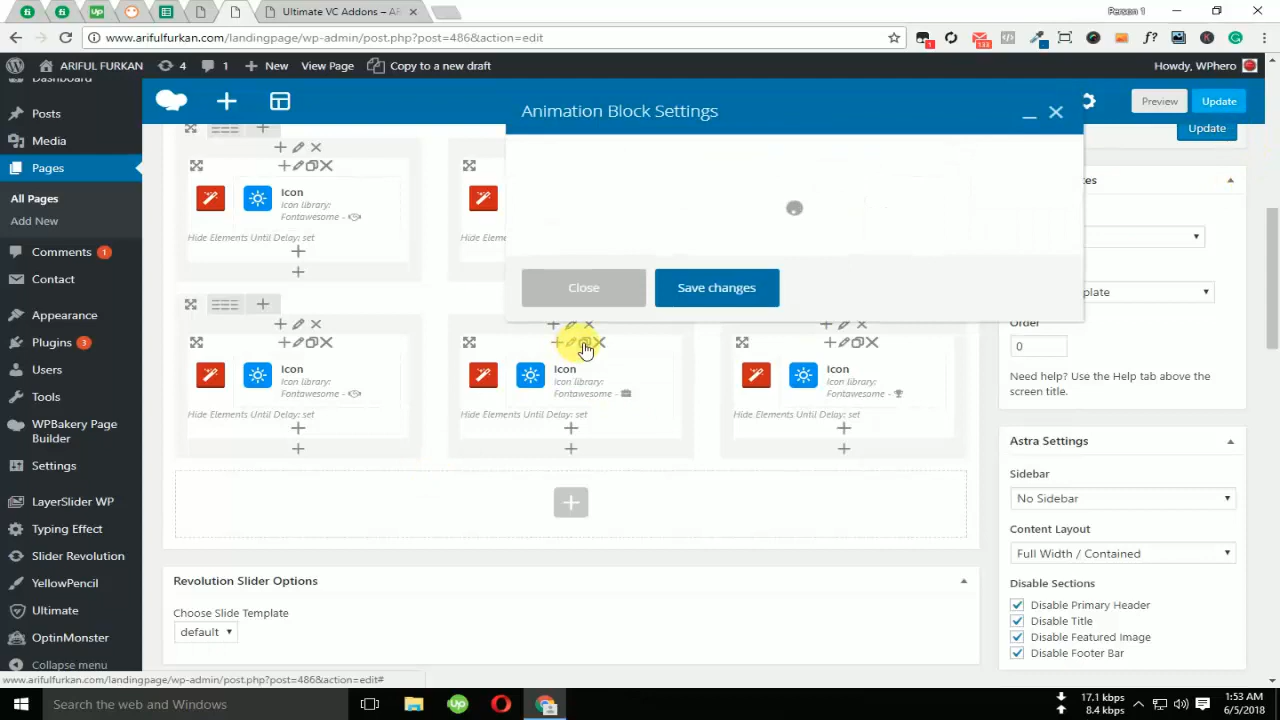 Ultimate VC Addons – AR
Person 1
www.arifulfurkan.com/landingpage/wp-admin/post.php?post=486&action=edit
1
133
ƒ?
ARIFUL FURKAN
4
1
New
View Page
Copy to a new draft
Howdy, WPhero
Dashboard
Posts
Media
Pages
All Pages
Add New
Comments 1
Contact
Appearance
Plugins 3
Users
Tools
WPBakery Page
Builder
Settings
LayerSlider WP
Typing Effect
Slider Revolution
YellowPencil
Ultimate
OptinMonster
Collapse menu
Preview
Update
Update
Animation Block Settings
Close
Save changes
Icon
Icon library:
Fontawesome -
Hide Elements Until Delay: set
Hide Eleme
Icon
Icon library:
Fontawesome -
Hide Elements Until Delay: set
Icon
Icon library:
Fontawesome -
Hide Elements Until Delay: set
Icon
Icon library:
Fontawesome -
Hide Elements Until Delay: set
Revolution Slider Options
Choose Slide Template
default
tes
plate
Order
0
Need help? Use the Help tab above the
screen title.
Astra Settings
Sidebar
No Sidebar
Content Layout
Full Width / Contained
Disable Sections
Disable Primary Header
Disable Title
Disable Featured Image
Disable Footer Bar
www.arifulfurkan.com/landingpage/wp-admin/post.php?post=486&action=edit#
Search the web and Windows
17.1 kbps
8.4 kbps
1:53 AM
6/5/2018